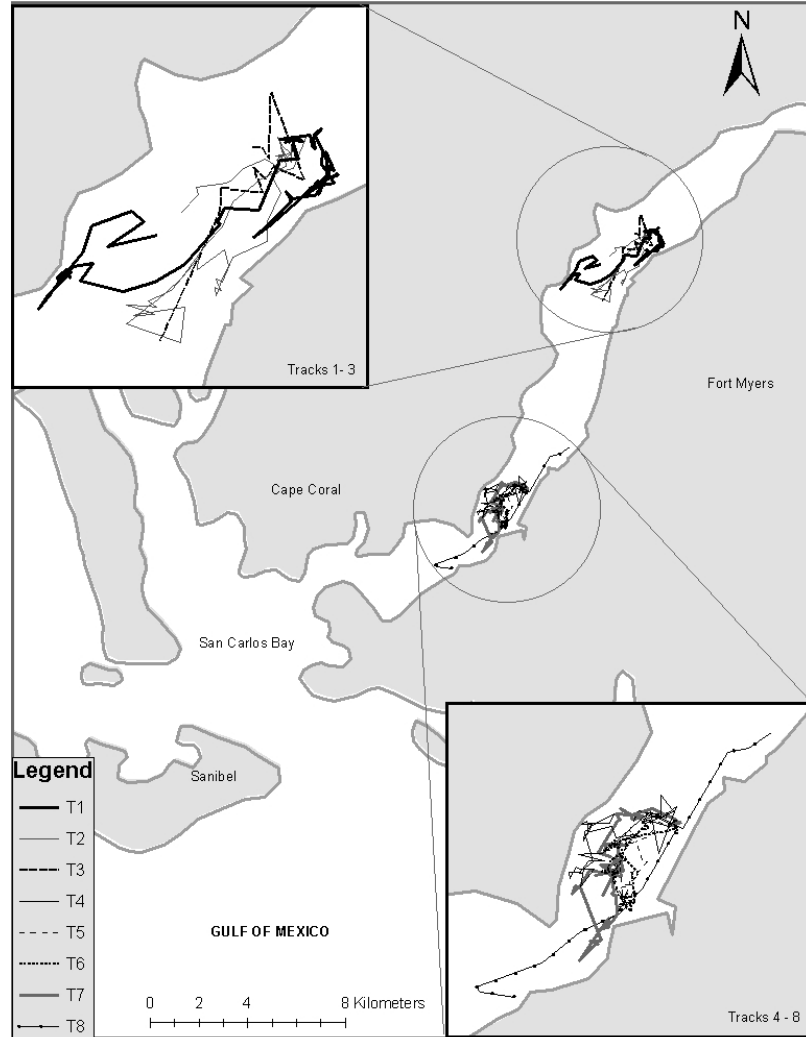 N
Tracks 1- 3
Fort Myers
Cape Coral
San Carlos Bay
Sanibel
Legend
T1
T2
T3
T4
T5
T6
T7
T8
GULF OF MEXICO
0 2 4 8 Kilometers
Tracks 4 - 8